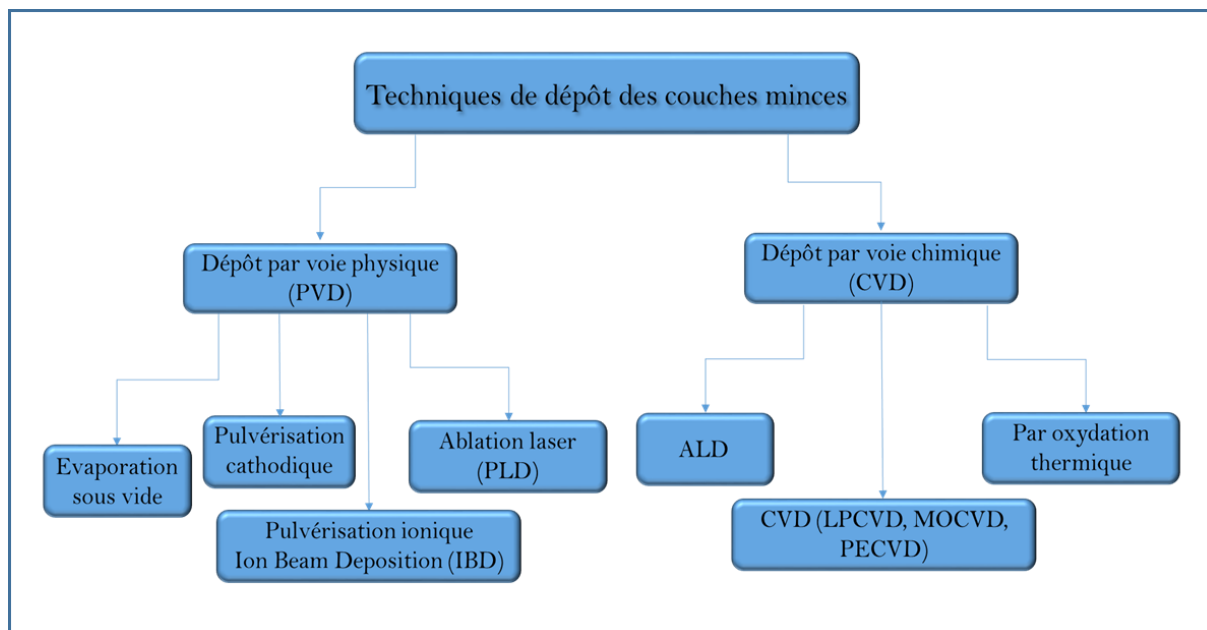 Techniques de dépôt des couches minces
Dépôt par voie physique
(PVD)
Dépôt par voie chimique
(CVD)
Evaporation
sous vide
Pulvérisation
cathodique
Pulvérisation ionique
Ion Beam Deposition (IBD)
Ablation laser
(PLD)
ALD
CVD (LPCVD, MOCVD,
PECVD)
Par oxydation
thermique